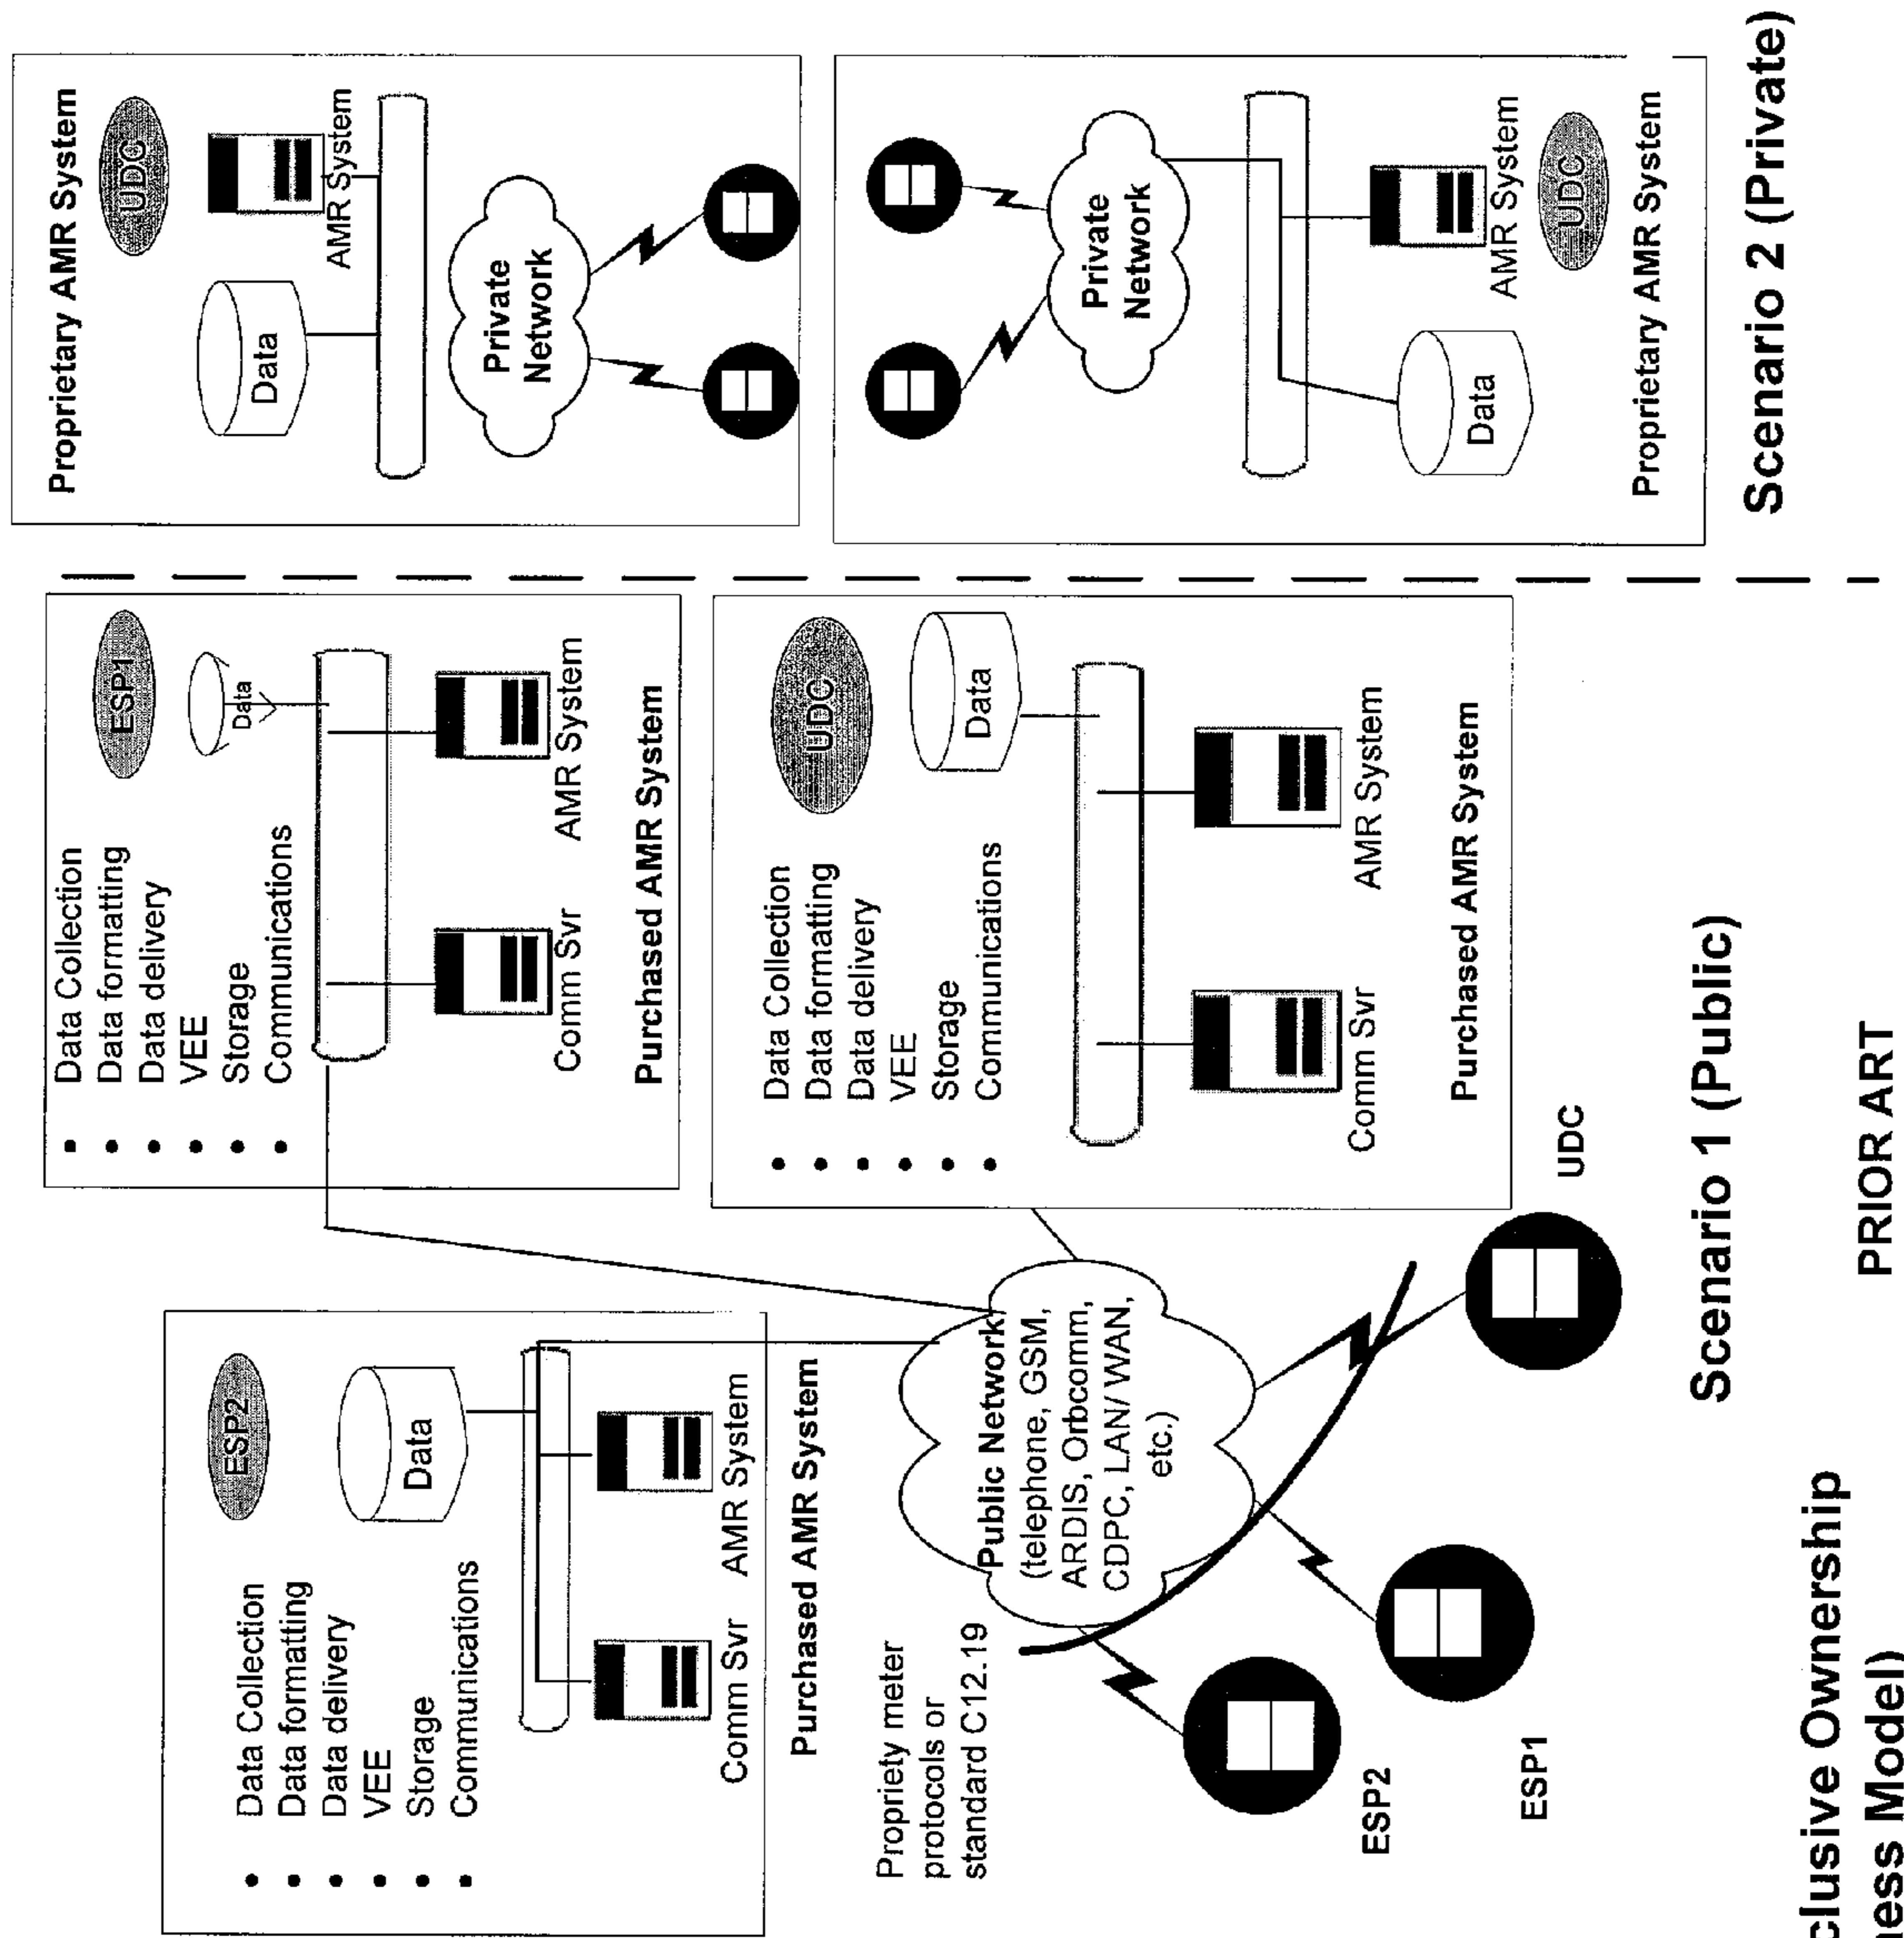 ESP2
• Data Collection
• Data formatting
• Data delivery
• VEE
• Storage
• Communications
Data
Comm Svr
AMR System
Purchased AMR System
ESP1
• Data Collection
• Data formatting
• Data delivery
• VEE
• Storage
• Communications
Data
Comm Svr
AMR System
Purchased AMR System
UDC
• Data Collection
• Data formatting
• Data delivery
• VEE
• Storage
• Communications
Data
Comm Svr
AMR System
Purchased AMR System
Propriety meter
protocols or
standard C12.19
Public Network
(telephone, GSM,
ARDIS, Orbcomm,
CDPC, LAN/ WAN,
etc.)
ESP2
ESP1
UDC
Scenario 1 (Public)
Proprietary AMR System
UDC
Data
AMR System
Private
Network
Private
Network
Data
AMR System
UDC
Proprietary AMR System
Scenario 2 (Private)
clusive Ownership
ness Model)
PRIOR ART